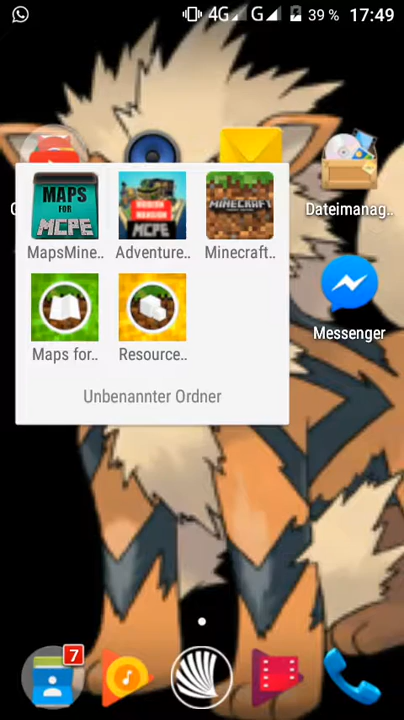 4G G 39 % 17:49
MAPS
FOR
MCPE
MODERN
MANSION
MCPE
MINECRAFT
MapsMine..
Adventure..
Minecraft..
Dateimanag..
Maps for..
Resource..
Messenger
Unbenannter Ordner
7